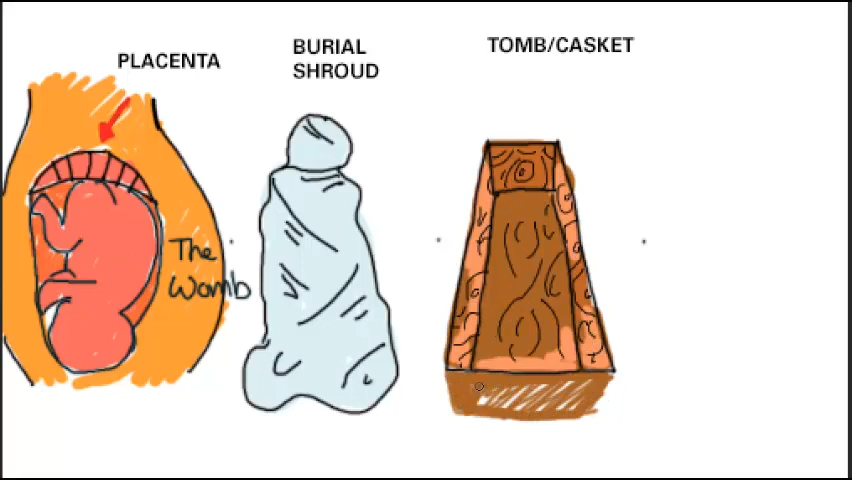 PLACENTA
BURIAL
SHROUD
TOMB/CASKET
The
Womb